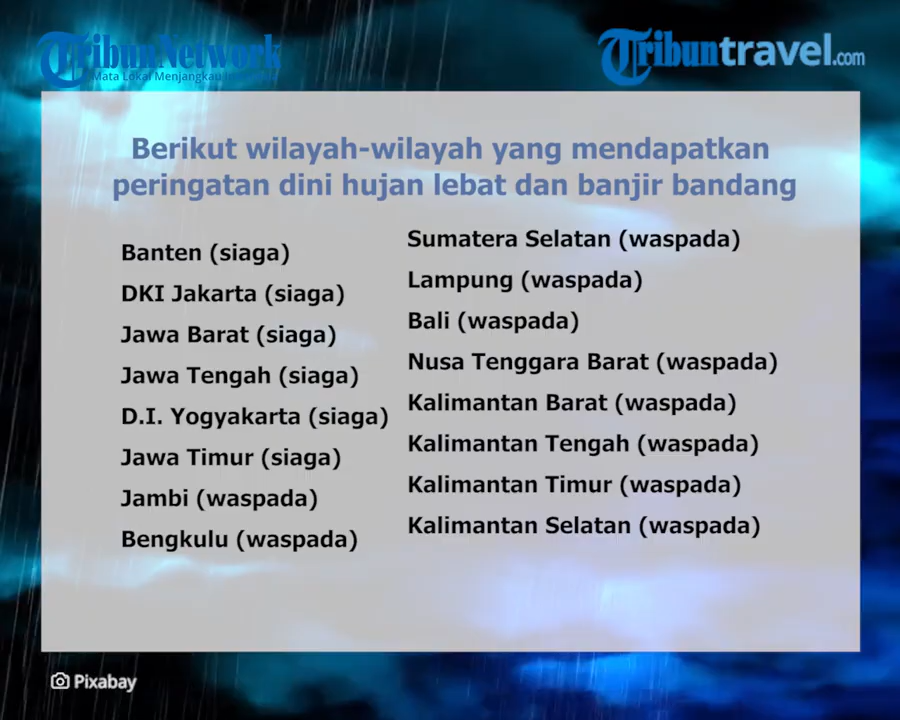 Tribun Network
Mata Lokal Menjangkau
Tribuntravel.com
Berikut wilayah-wilayah yang mendapatkan
peringatan dini hujan lebat dan banjir bandang
Banten (siaga)
DKI Jakarta (siaga)
Jawa Barat (siaga)
Jawa Tengah (siaga)
D.I. Yogyakarta (siaga)
Jawa Timur (siaga)
Jambi (waspada)
Bengkulu (waspada)
Sumatera Selatan (waspada)
Lampung (waspada)
Bali (waspada)
Nusa Tenggara Barat (waspada)
Kalimantan Barat (waspada)
Kalimantan Tengah (waspada)
Kalimantan Timur (waspada)
Kalimantan Selatan (waspada)
Pixabay